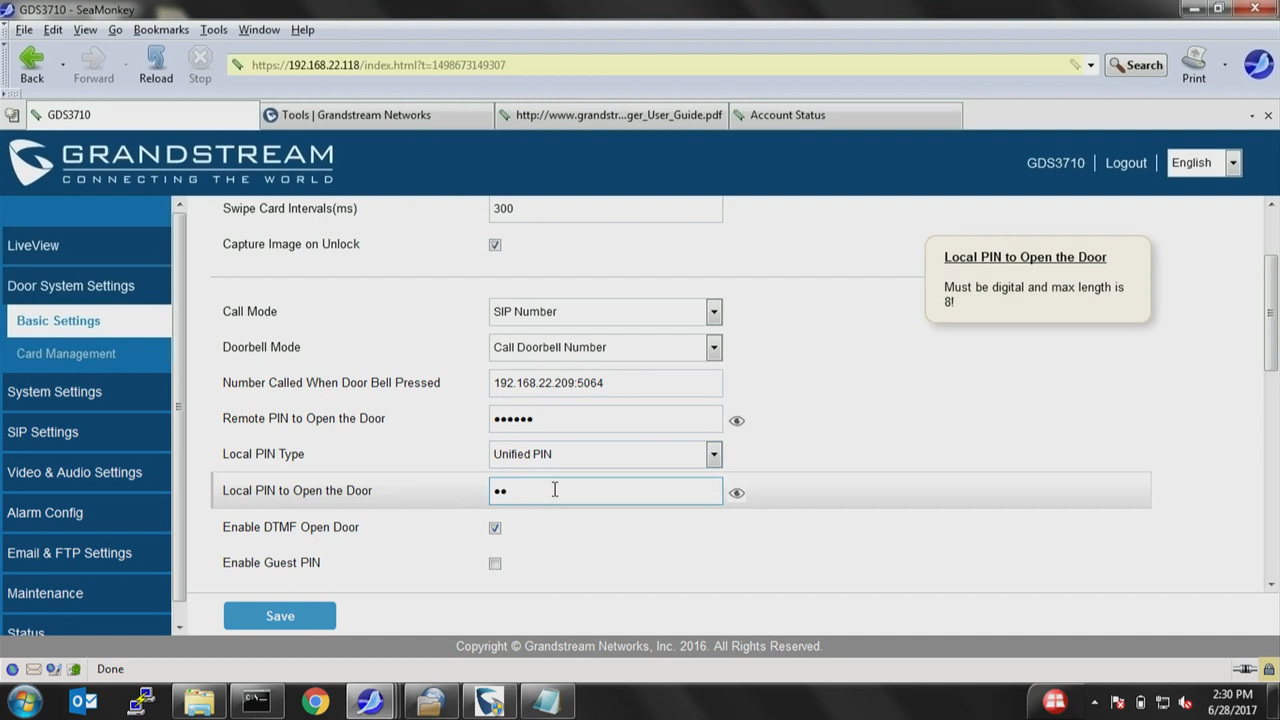 GDS3710 - SeaMonkey
File Edit View Go Bookmarks Tools Window Help
Back Forward Reload Stop https://192.168.22.118/index.html?t=1498673149307 Search Print
GDS3710 Tools | Grandstream Networks http://www.grandstr...ger_User_Guide.pdf Account Status
GRANDSTREAM
CONNECTING THE WORLD
GDS3710 Logout English
LiveView
Door System Settings
Basic Settings
Card Management
System Settings
SIP Settings
Video & Audio Settings
Alarm Config
Email & FTP Settings
Maintenance
Status
Swipe Card Intervals(ms) 300
Capture Image on Unlock
Call Mode SIP Number
Doorbell Mode Call Doorbell Number
Number Called When Door Bell Pressed 192.168.22.209:5064
Remote PIN to Open the Door ••••••
Local PIN Type Unified PIN
Local PIN to Open the Door ••
Enable DTMF Open Door
Enable Guest PIN
Save
Local PIN to Open the Door
Must be digital and max length is
8!
Copyright © Grandstream Networks, Inc. 2016. All Rights Reserved.
Done
2:30 PM
6/28/2017